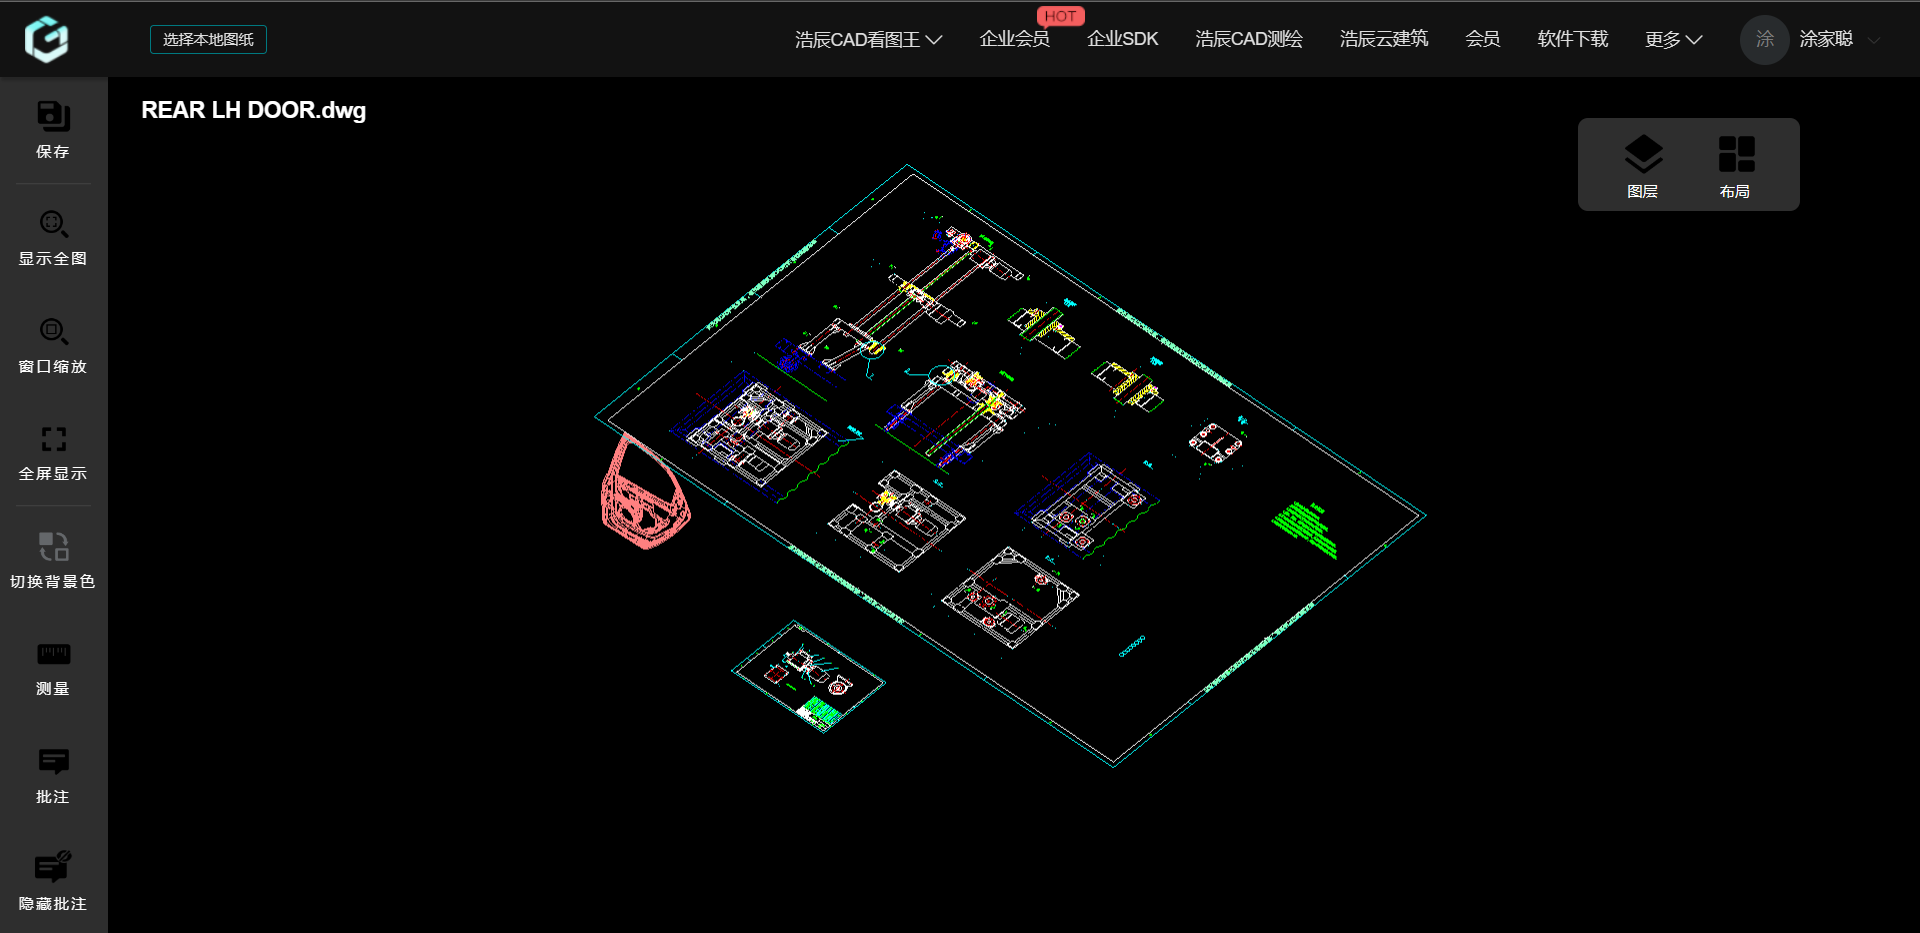 选择本地图纸
浩辰CAD看图王
企业会员
HOT
企业SDK
浩辰CAD测绘
浩辰云建筑
会员
软件下载
更多
涂
涂家聪
REAR LH DOOR.dwg
保存
显示全图
窗口缩放
全屏显示
切换背景色
测量
批注
隐藏批注
图层
布局